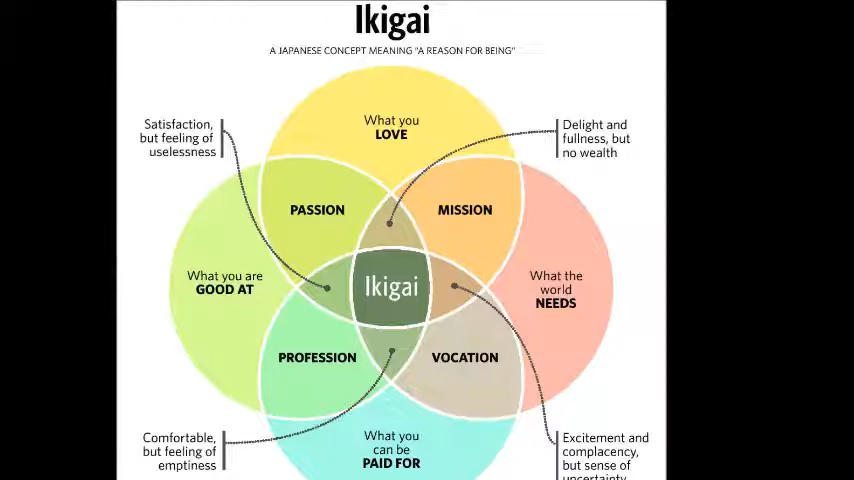 Ikigai
A JAPANESE CONCEPT MEANING "A REASON FOR BEING"
What you
LOVE
Satisfaction,
but feeling of
uselessness
Delight and
fullness, but
no wealth
PASSION
MISSION
What you are
GOOD AT
Ikigai
What the
world
NEEDS
PROFESSION
VOCATION
Comfortable,
but feeling of
emptiness
What you
can be
PAID FOR
Excitement and
complacency,
but sense of
uncertainty